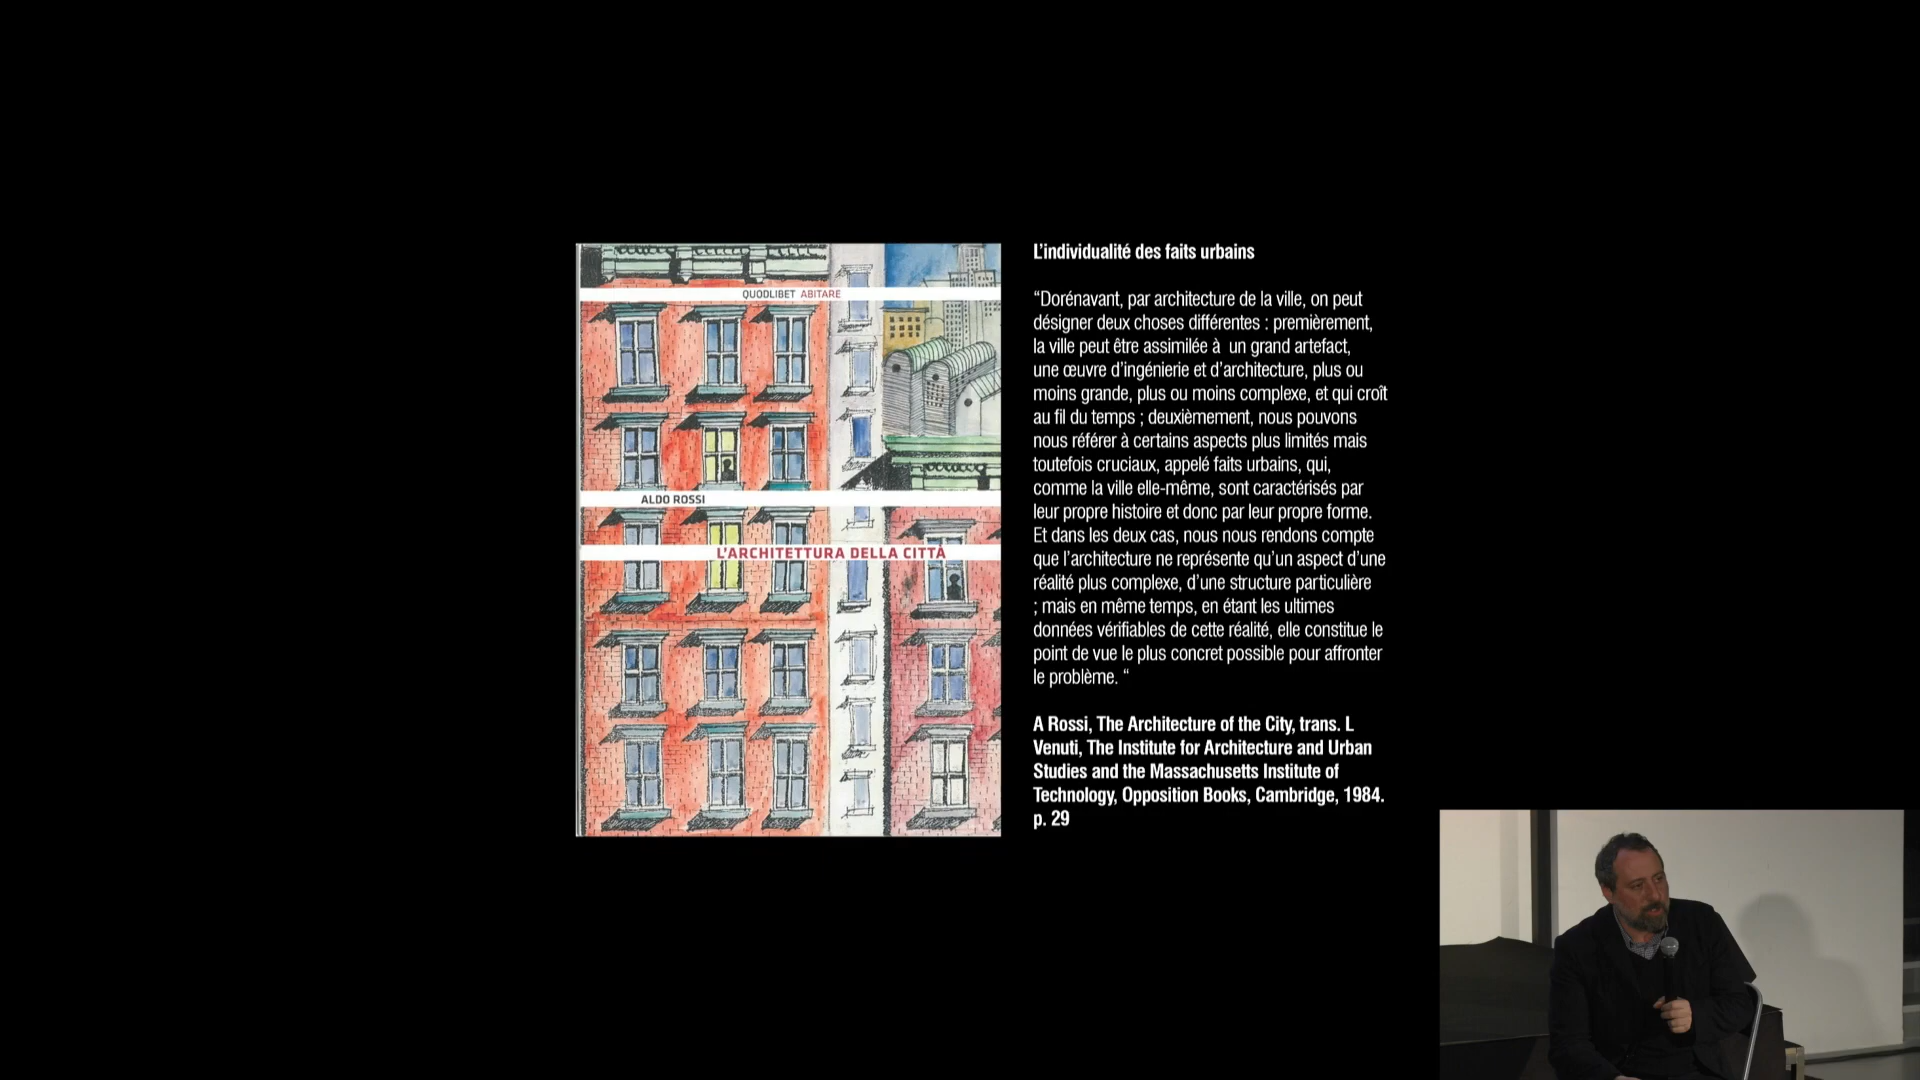 QUODLIBET ABITARE
ALDO ROSSI
L'ARCHITETTURA DELLA CITTÀ
L'individualité des faits urbains
“Dorénavant, par architecture de la ville, on peut
désigner deux choses différentes : premièrement,
la ville peut être assimilée à  un grand artefact,
une œuvre d'ingénierie et d'architecture, plus ou
moins grande, plus ou moins complexe, et qui croît
au fil du temps ; deuxièmement, nous pouvons
nous référer à certains aspects plus limités mais
toutefois cruciaux, appelé faits urbains, qui,
comme la ville elle-même, sont caractérisés par
leur propre histoire et donc par leur propre forme.
Et dans les deux cas, nous nous rendons compte
que l'architecture ne représente qu'un aspect d'une
réalité plus complexe, d'une structure particulière
; mais en même temps, en étant les ultimes
données vérifiables de cette réalité, elle constitue le
point de vue le plus concret possible pour affronter
le problème. “
A Rossi, The Architecture of the City, trans. L
Venuti, The Institute for Architecture and Urban
Studies and the Massachusetts Institute of
Technology, Opposition Books, Cambridge, 1984.
p. 29